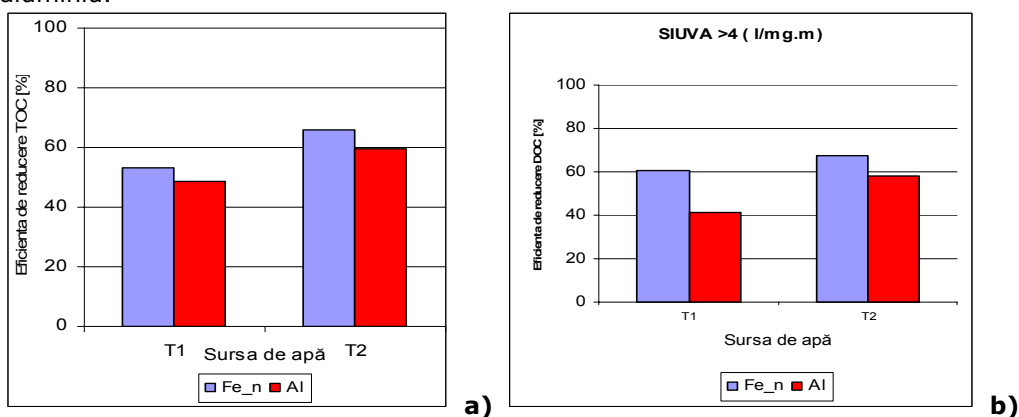 100
80
60
40
20
0
Eficienta de reducere TOC [%]
T1
T2
Sursa de apă
Fe_n Al
a)
SIUVA >4 ( l/mg.m)
100
80
60
40
20
0
Eficienta de reducere DOC [%]
T1
T2
Sursa de apă
Fe_n Al
b)